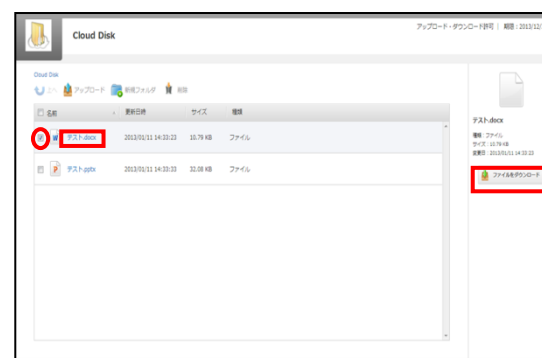 Cloud Disk
アップロード・ダウンロード許可 | 期限 : 2013/12/
Cloud Disk
上へ アップロード 新規フォルダ 削除
名前 更新日時 サイズ 種類
テスト.docx 2013/01/11 14:33:23 10.79 KB ファイル
テスト.pptx 2013/01/11 14:33:33 32.08 KB ファイル
テスト.docx
種類 : ファイル
サイズ : 10.79 KB
変更日 : 2013/01/11 14:33:23
ファイルをダウンロード